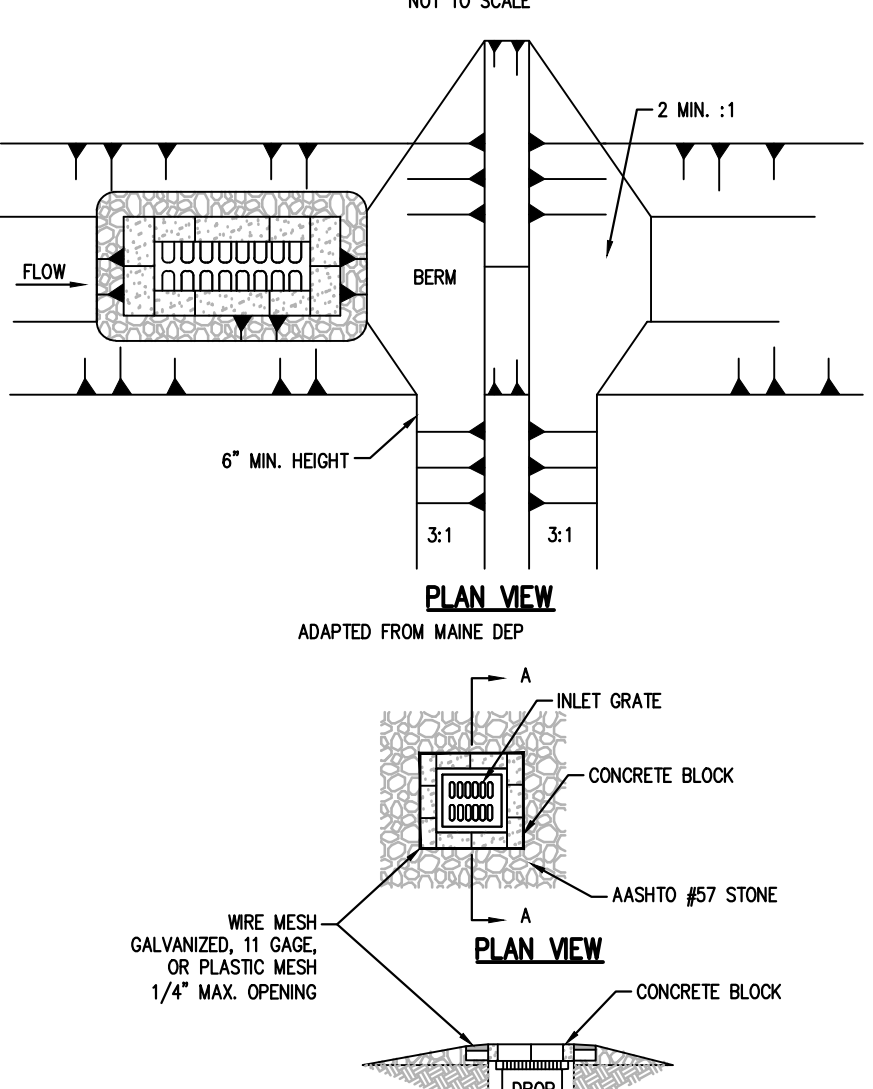 NOT TO SCALE
2 MIN. :1
FLOW
BERM
6" MIN. HEIGHT
3:1
3:1
PLAN VIEW
ADAPTED FROM MAINE DEP
A
INLET GRATE
CONCRETE BLOCK
AASHTO #57 STONE
A
WIRE MESH
GALVANIZED, 11 GAGE,
OR PLASTIC MESH
1/4" MAX. OPENING
PLAN VIEW
CONCRETE BLOCK
DROP